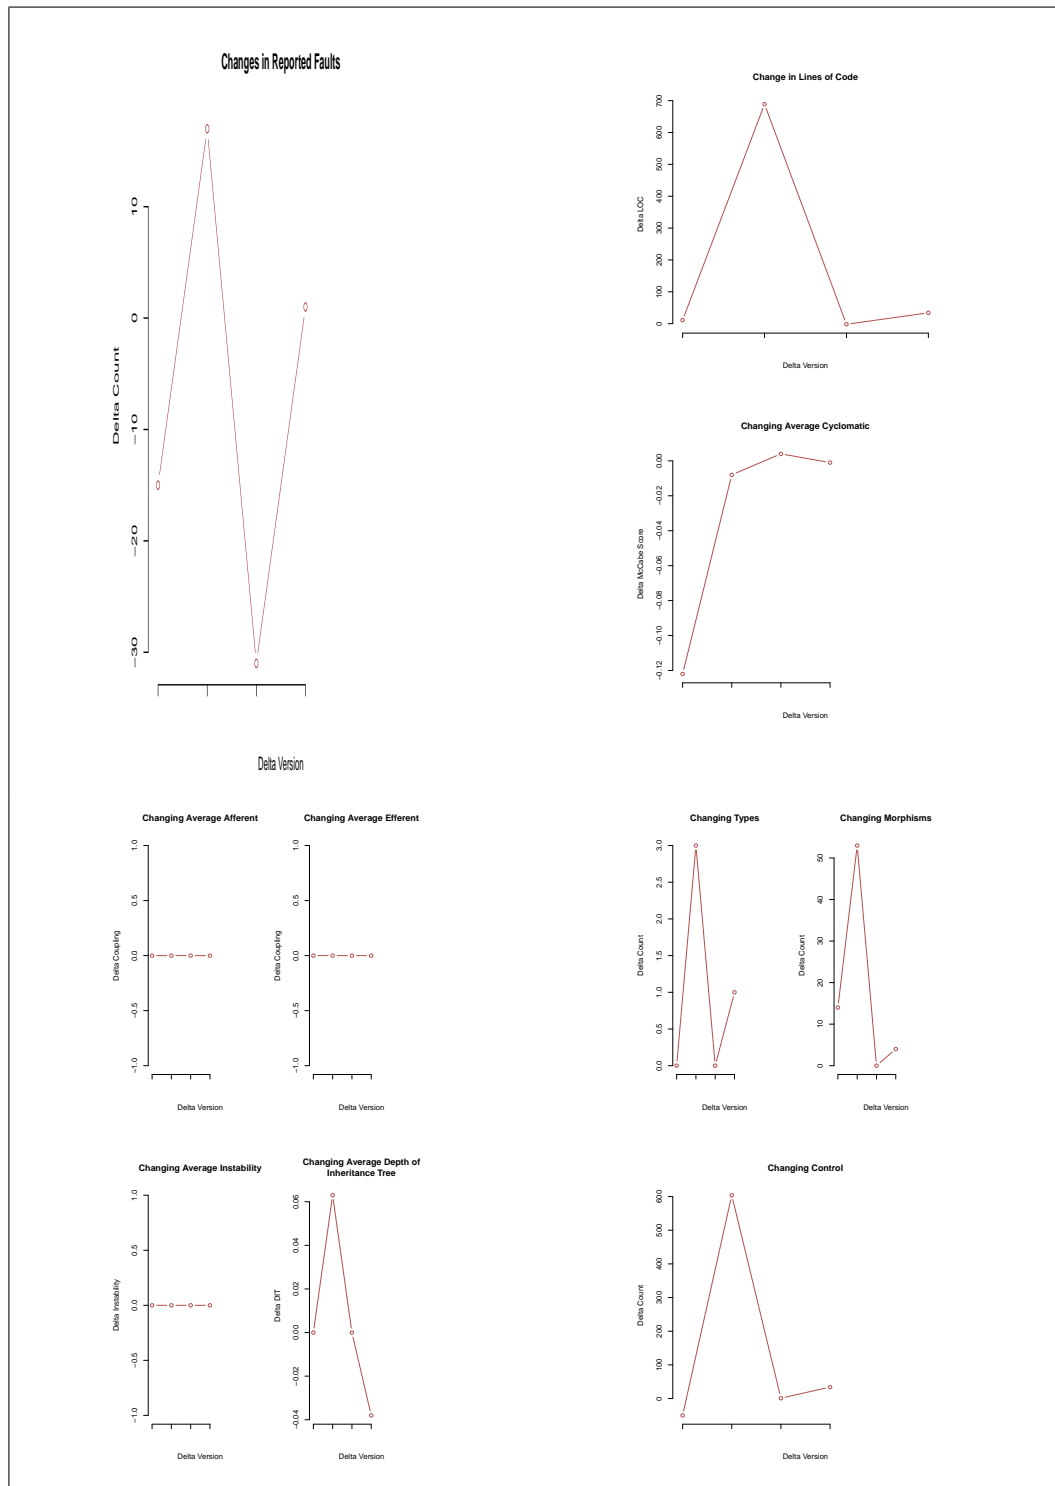 Changes in Reported Faults
Delta Count
10
0
−10
−20
−30
Delta Version
Change in Lines of Code
Delta LOC
700
600
500
400
300
200
100
0
Delta Version
Changing Average Cyclomatic
Delta McCabe Score
0.00
−0.02
−0.04
−0.06
−0.08
−0.10
−0.12
Delta Version
Changing Average Afferent
Delta Coupling
1.0
0.5
0.0
−0.5
−1.0
Delta Version
Changing Average Efferent
Delta Coupling
1.0
0.5
0.0
−0.5
−1.0
Delta Version
Changing Types
Delta Count
3.0
2.5
2.0
1.5
1.0
0.5
0.0
Delta Version
Changing Morphisms
Delta Count
50
40
30
20
10
0
Delta Version
Changing Average Instability
Delta Instability
1.0
0.5
0.0
−0.5
−1.0
Delta Version
Changing Average Depth of
Inheritance Tree
Delta DIT
0.06
0.04
0.02
0.00
−0.02
−0.04
Delta Version
Changing Control
Delta Count
600
500
400
300
200
100
0
Delta Version